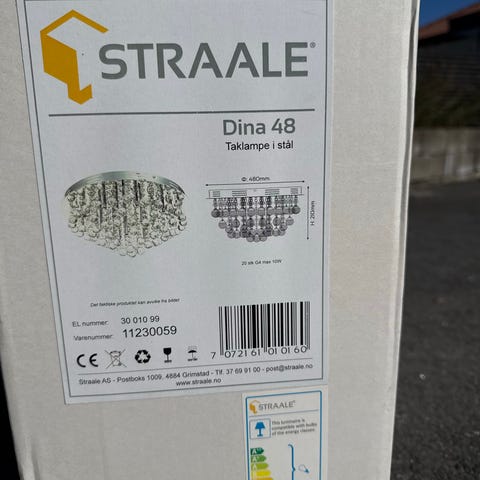 STRAALE®
Dina 48
Taklampe i stål
Φ: 480mm
H: 262mm
20 stk G4 max 10W
Det faktiske produktet kan avvike fra bildet
EL nummer: 30 010 99
Varenummer: 11230059
CE
7 072161 010160
Straale AS - Postboks 1009, 4884 Grimstad - Tlf. 37 69 91 00 - post@straale.no
www.straale.no
STRAALE
This luminaire is
compatible with bulbs
of the energy classes:
A++
A+
A